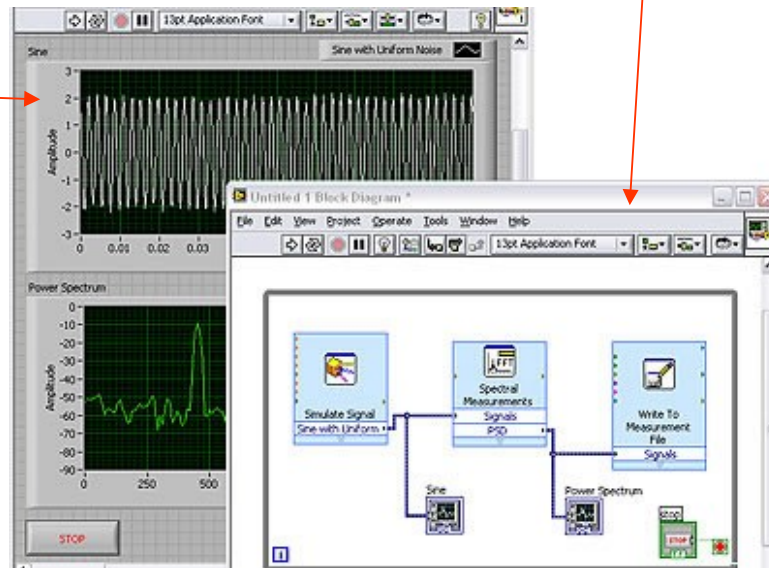 13pt Application Font
Sine
Sine with Uniform Noise
3
2
1
0
-1
-2
-3
Amplitude
0 0.01 0.02 0.03
Power Spectrum
0
-10
-20
-30
-40
-50
-60
-70
-80
-90
Amplitude
0 250 500
STOP
Untitled 1 Block Diagram *
File Edit View Project Operate Tools Window Help
13pt Application Font
Simulate Signal
Sine with Uniform
FFT
Spectral
Measurements
Signals
PSD
Write To
Measurement
File
Signals
Sine
Power Spectrum
stop
STOP
TF
i